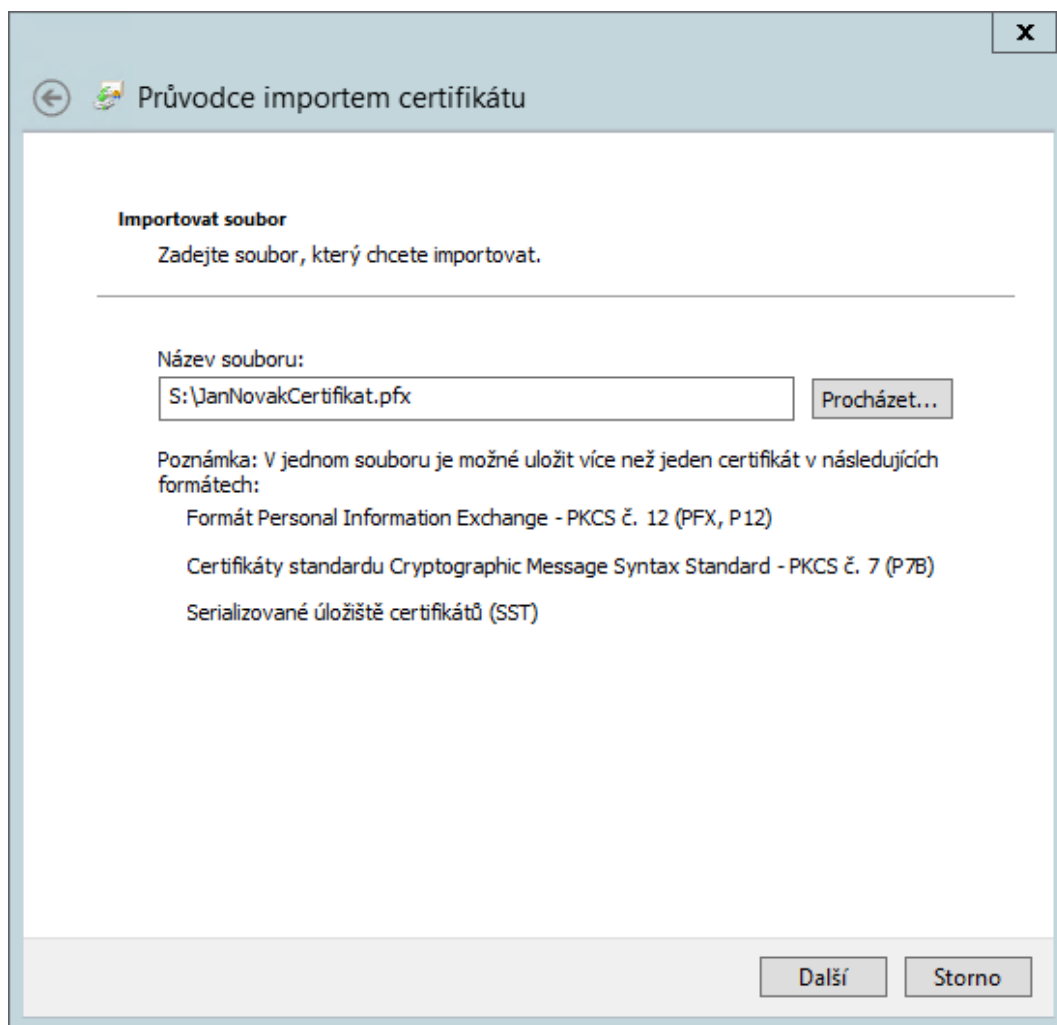 x
Průvodce importem certifikátu
Importovat soubor
Zadejte soubor, který chcete importovat.
Název souboru:
S:\JanNovakCertifikat.pfx
Procházet...
Poznámka: V jednom souboru je možné uložit více než jeden certifikát v následujících
formátech:
Formát Personal Information Exchange - PKCS č. 12 (PFX, P12)
Certifikáty standardu Cryptographic Message Syntax Standard - PKCS č. 7 (P7B)
Serializované úložiště certifikátů (SST)
Další
Storno